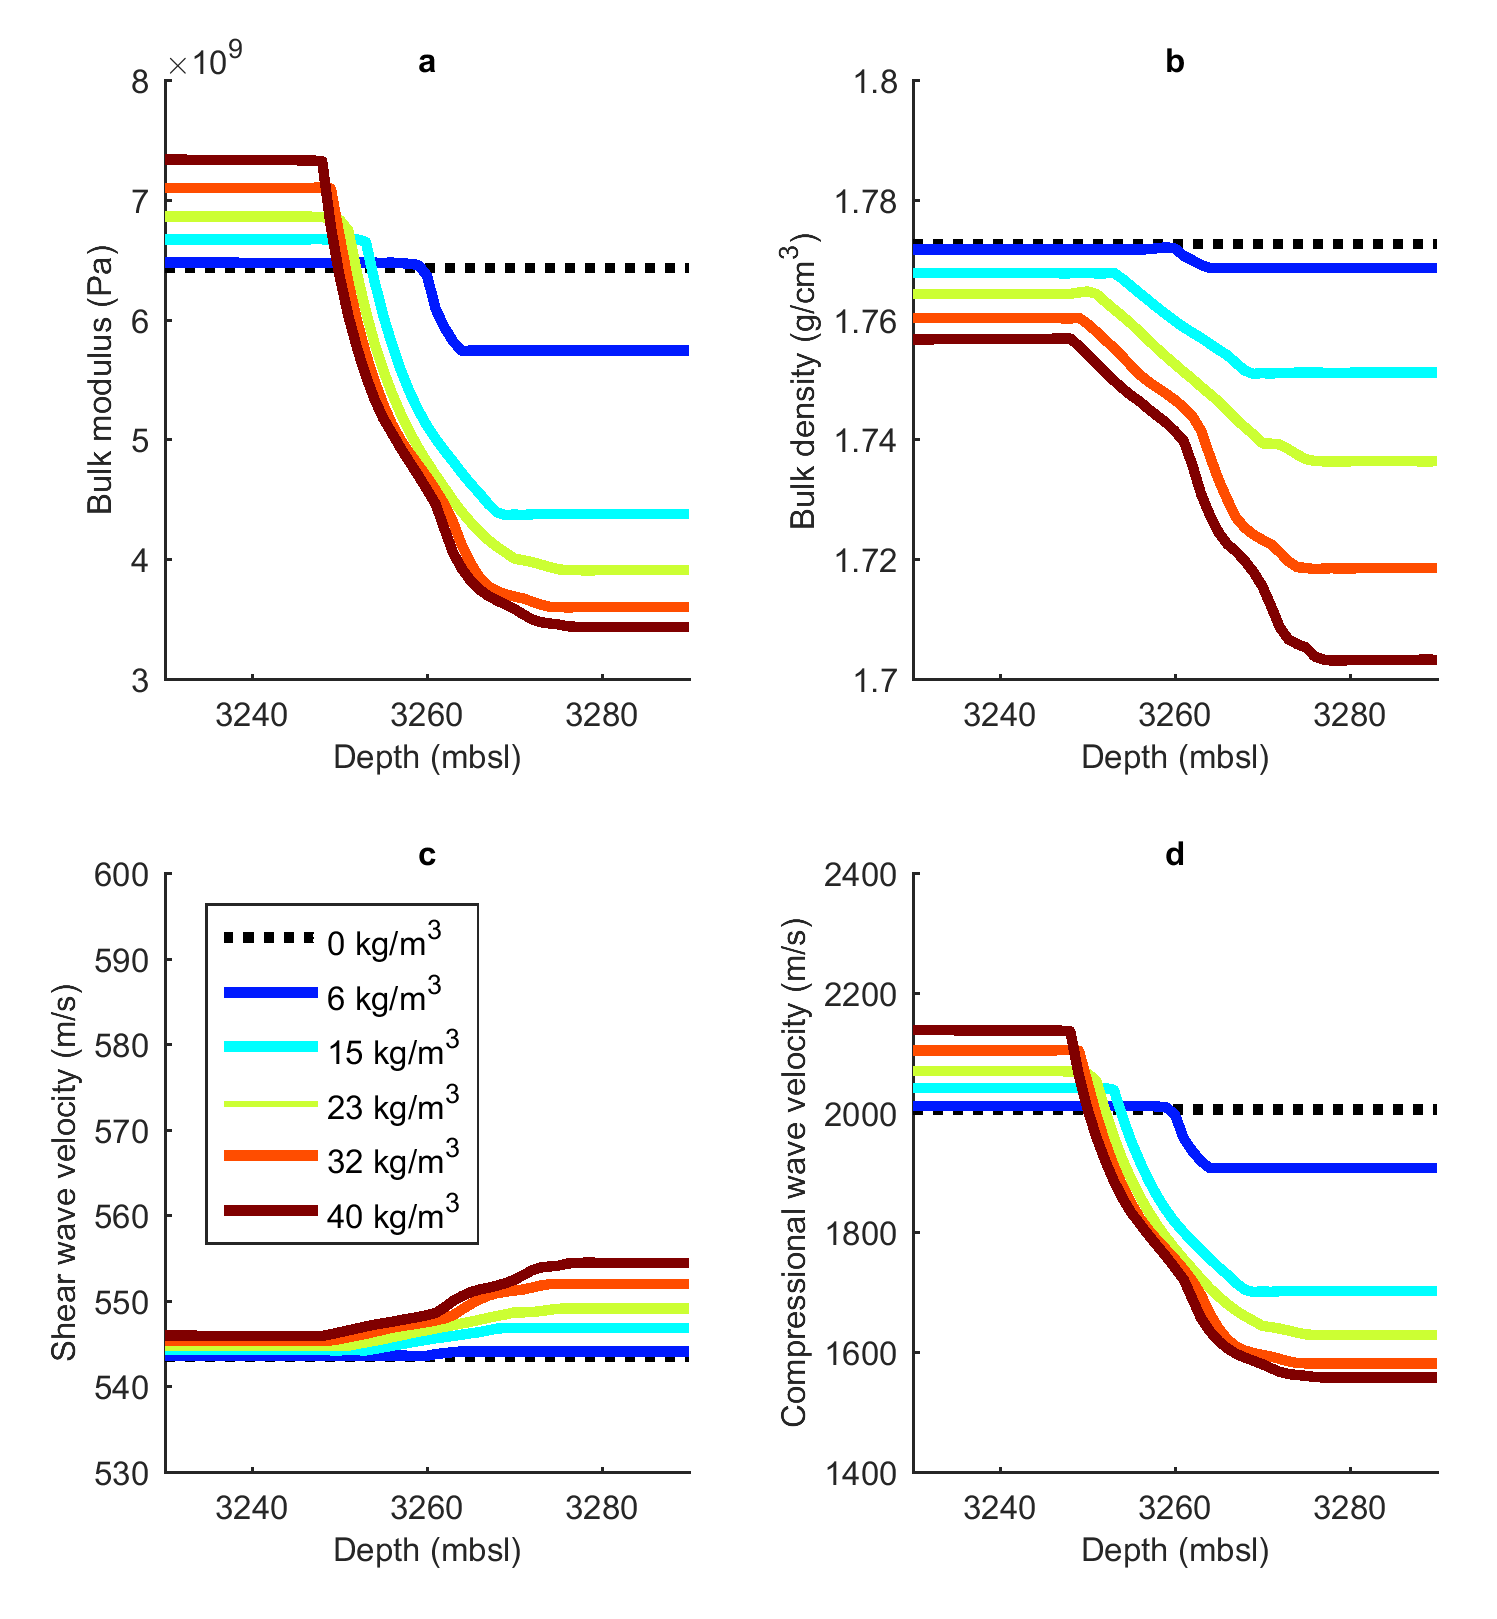 a
×10⁹
8
7
6
5
4
3
3240 3260 3280
Depth (mbsl)
Bulk modulus (Pa)
b
1.8
1.78
1.76
1.74
1.72
1.7
3240 3260 3280
Depth (mbsl)
Bulk density (g/cm³)
c
600
590
580
570
560
550
540
530
3240 3260 3280
Depth (mbsl)
Shear wave velocity (m/s)
0 kg/m³
6 kg/m³
15 kg/m³
23 kg/m³
32 kg/m³
40 kg/m³
d
2400
2200
2000
1800
1600
1400
3240 3260 3280
Depth (mbsl)
Compressional wave velocity (m/s)